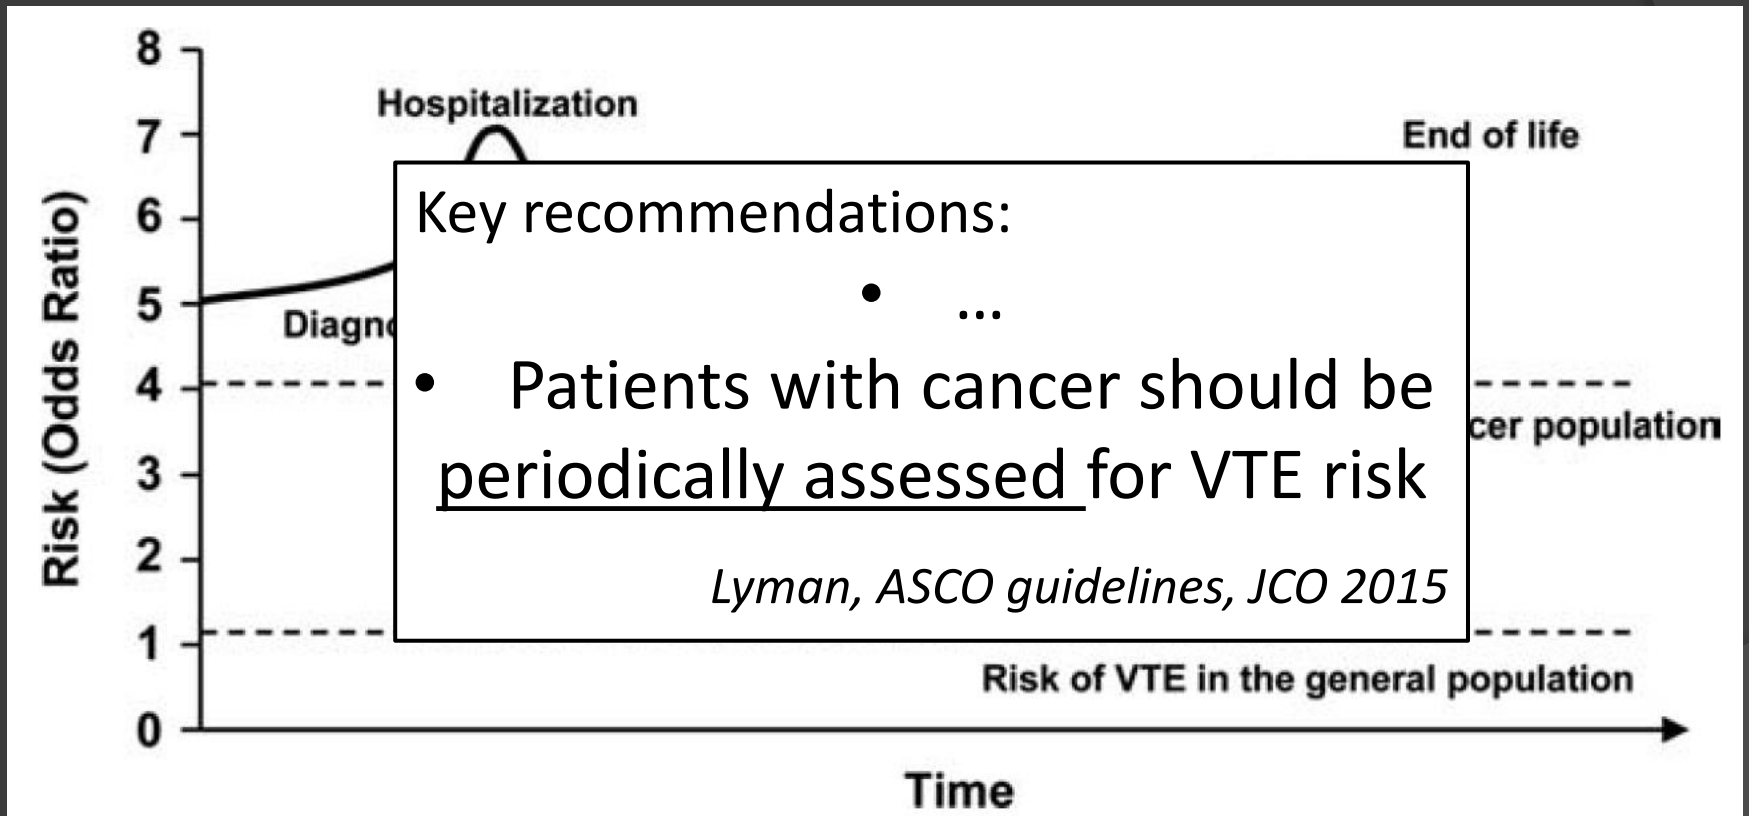 8
Hospitalization
7
End of life
6
Key recommendations:
• ...
5
4
• Patients with cancer should be
cer population
3
periodically assessed for VTE risk
2
Lyman, ASCO guidelines, JCO 2015
1
Risk of VTE in the general population
0
Risk (Odds Ratio)
Time